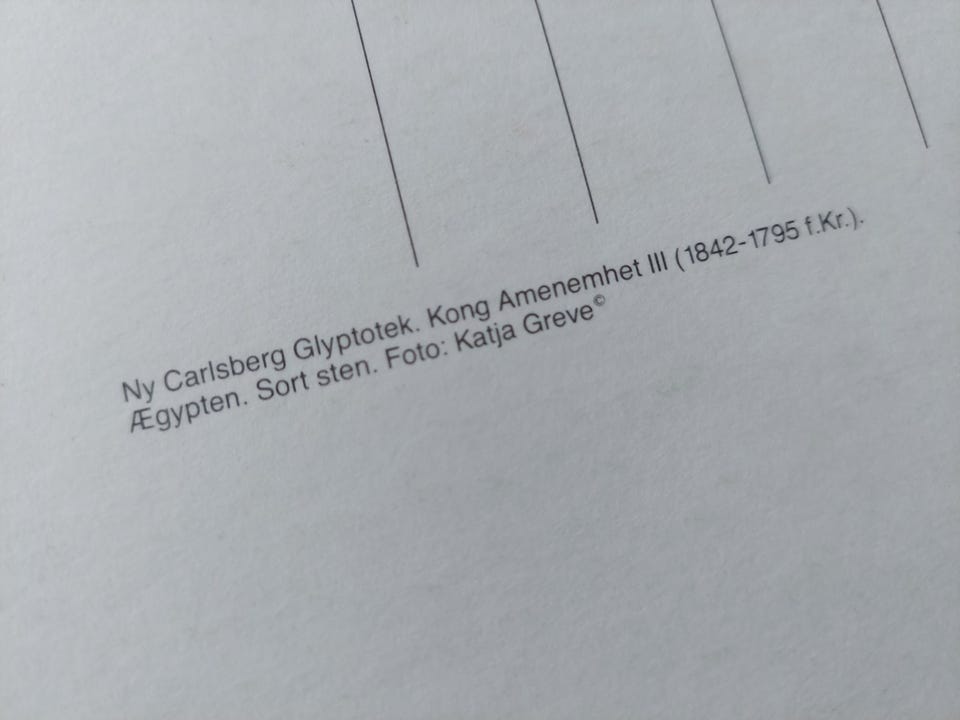 Ny Carlsberg Glyptotek. Kong Amenemhet III (1842-1795 f.Kr.).
Ægypten. Sort sten. Foto: Katja Greve©